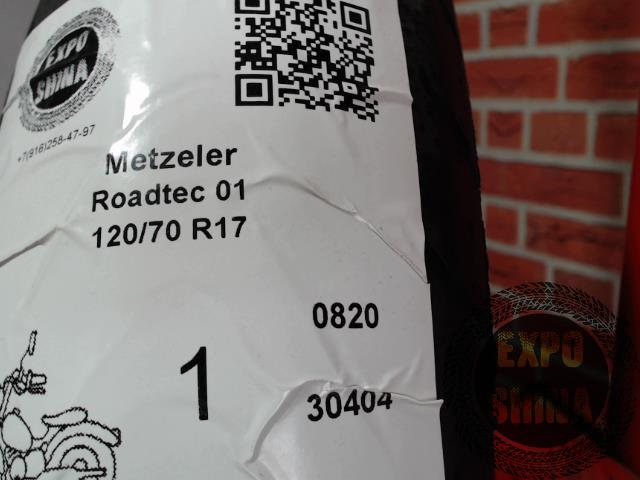 EXPO
SHINA
+7(916)258-47-97
Metzeler
Roadtec 01
120/70 R17
0820
1
30404
EXPO
SHINA